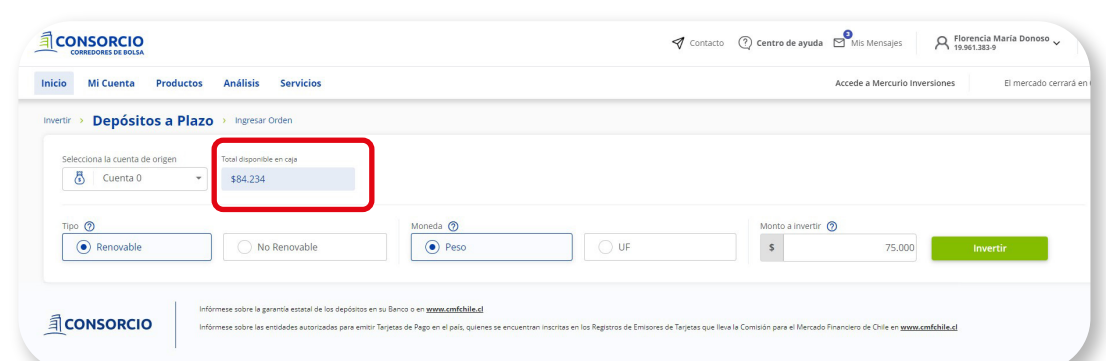 CONSORCIO
CORREDORES DE BOLSA
Contacto
Centro de ayuda
3
Mis Mensajes
Florencia María Donoso
19.961.383-9
Inicio Mi Cuenta Productos Análisis Servicios
Accede a Mercurio Inversiones
El mercado cerrará en
Invertir > Depósitos a Plazo > Ingresar Orden
Selecciona la cuenta de origen
Total disponible en caja
Cuenta 0
$84.234
Tipo
Moneda
Monto a invertir
Renovable
No Renovable
Peso
UF
$ 75.000
Invertir
CONSORCIO
Infórmese sobre la garantía estatal de los depósitos en su Banco o en www.cmfchile.cl
Infórmese sobre las entidades autorizadas para emitir Tarjetas de Pago en el país, quienes se encuentran inscritas en los Registros de Emisores de Tarjetas que lleva la Comisión para el Mercado Financiero de Chile en www.cmfchile.cl